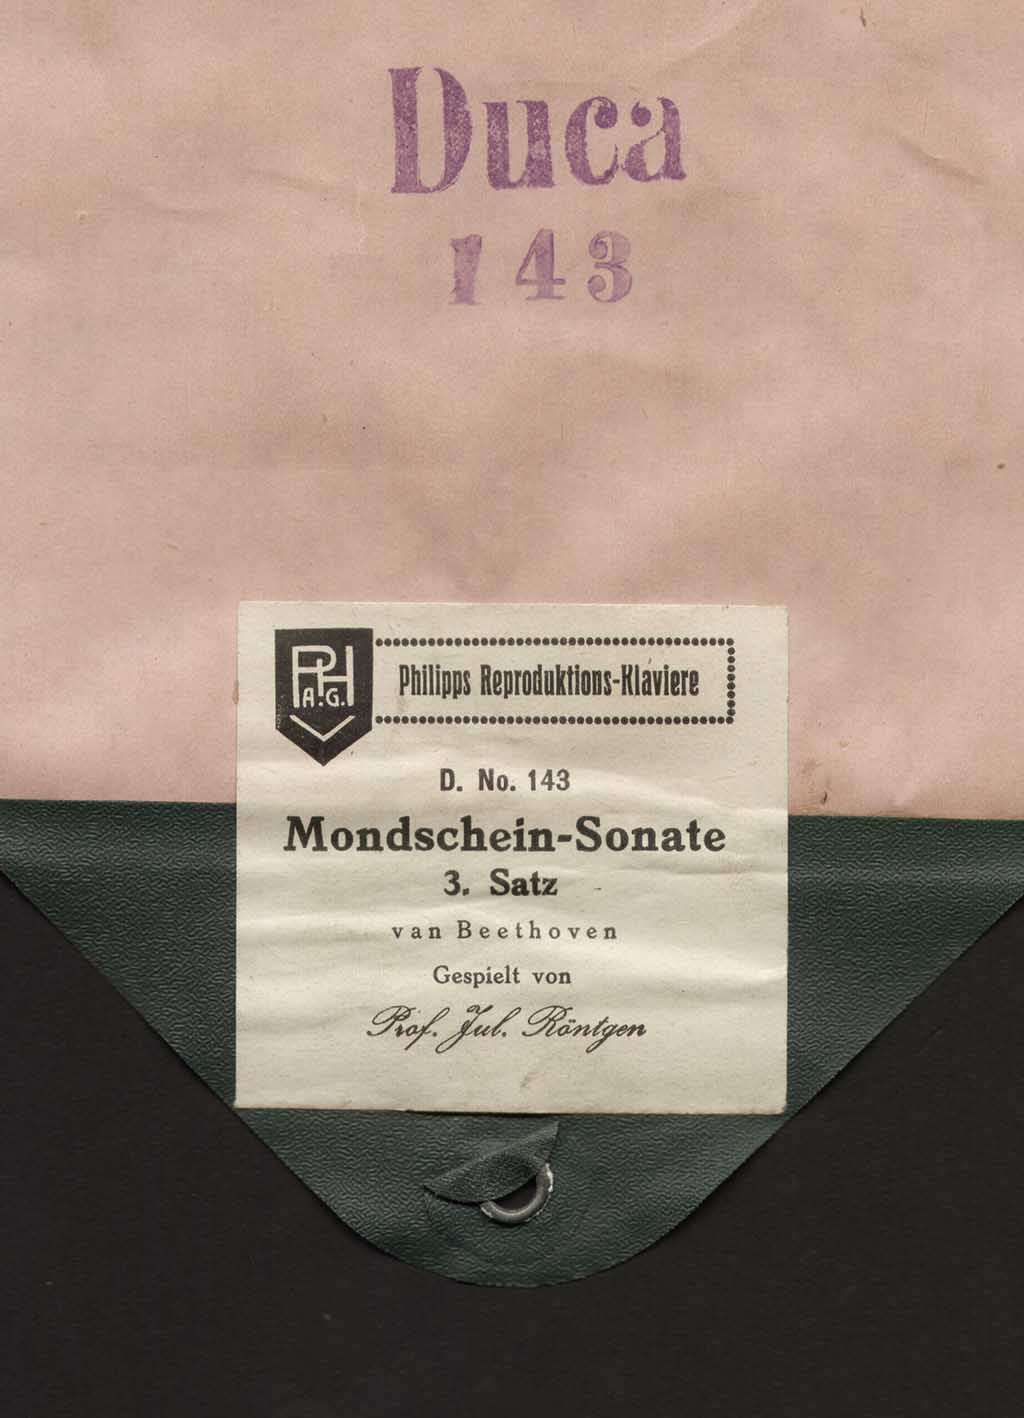 Duca
143
PH
A.G.
Philipps Reproduktions-Klaviere
D. No. 143
Mondschein-Sonate
3. Satz
van Beethoven
Gespielt von
Prof. Jul. Röntgen